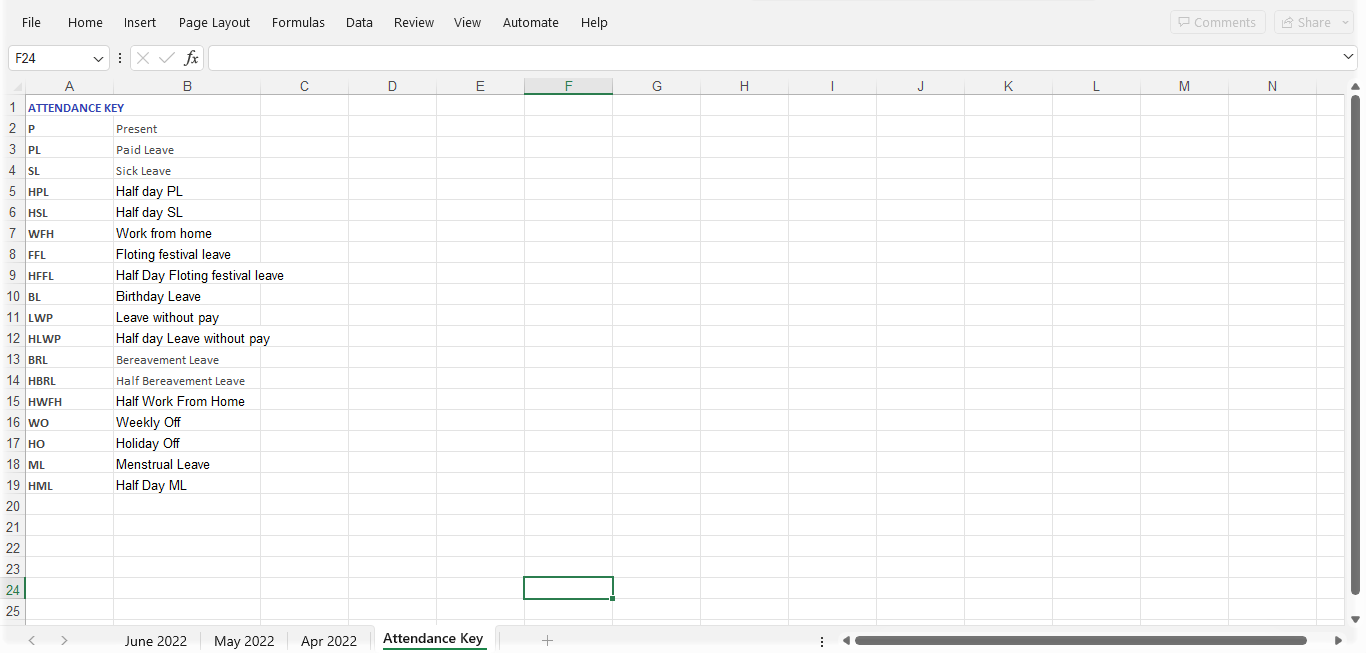 File Home Insert Page Layout Formulas Data Review View Automate Help Comments Share
F24 fx
A B C D E F G H I J K L M N
1 ATTENDANCE KEY
2 P Present
3 PL Paid Leave
4 SL Sick Leave
5 HPL Half day PL
6 HSL Half day SL
7 WFH Work from home
8 FFL Floting festival leave
9 HFFL Half Day Floting festival leave
10 BL Birthday Leave
11 LWP Leave without pay
12 HLWP Half day Leave without pay
13 BRL Bereavement Leave
14 HBRL Half Bereavement Leave
15 HWFH Half Work From Home
16 WO Weekly Off
17 HO Holiday Off
18 ML Menstrual Leave
19 HML Half Day ML
20
21
22
23
24
25
June 2022 May 2022 Apr 2022 Attendance Key